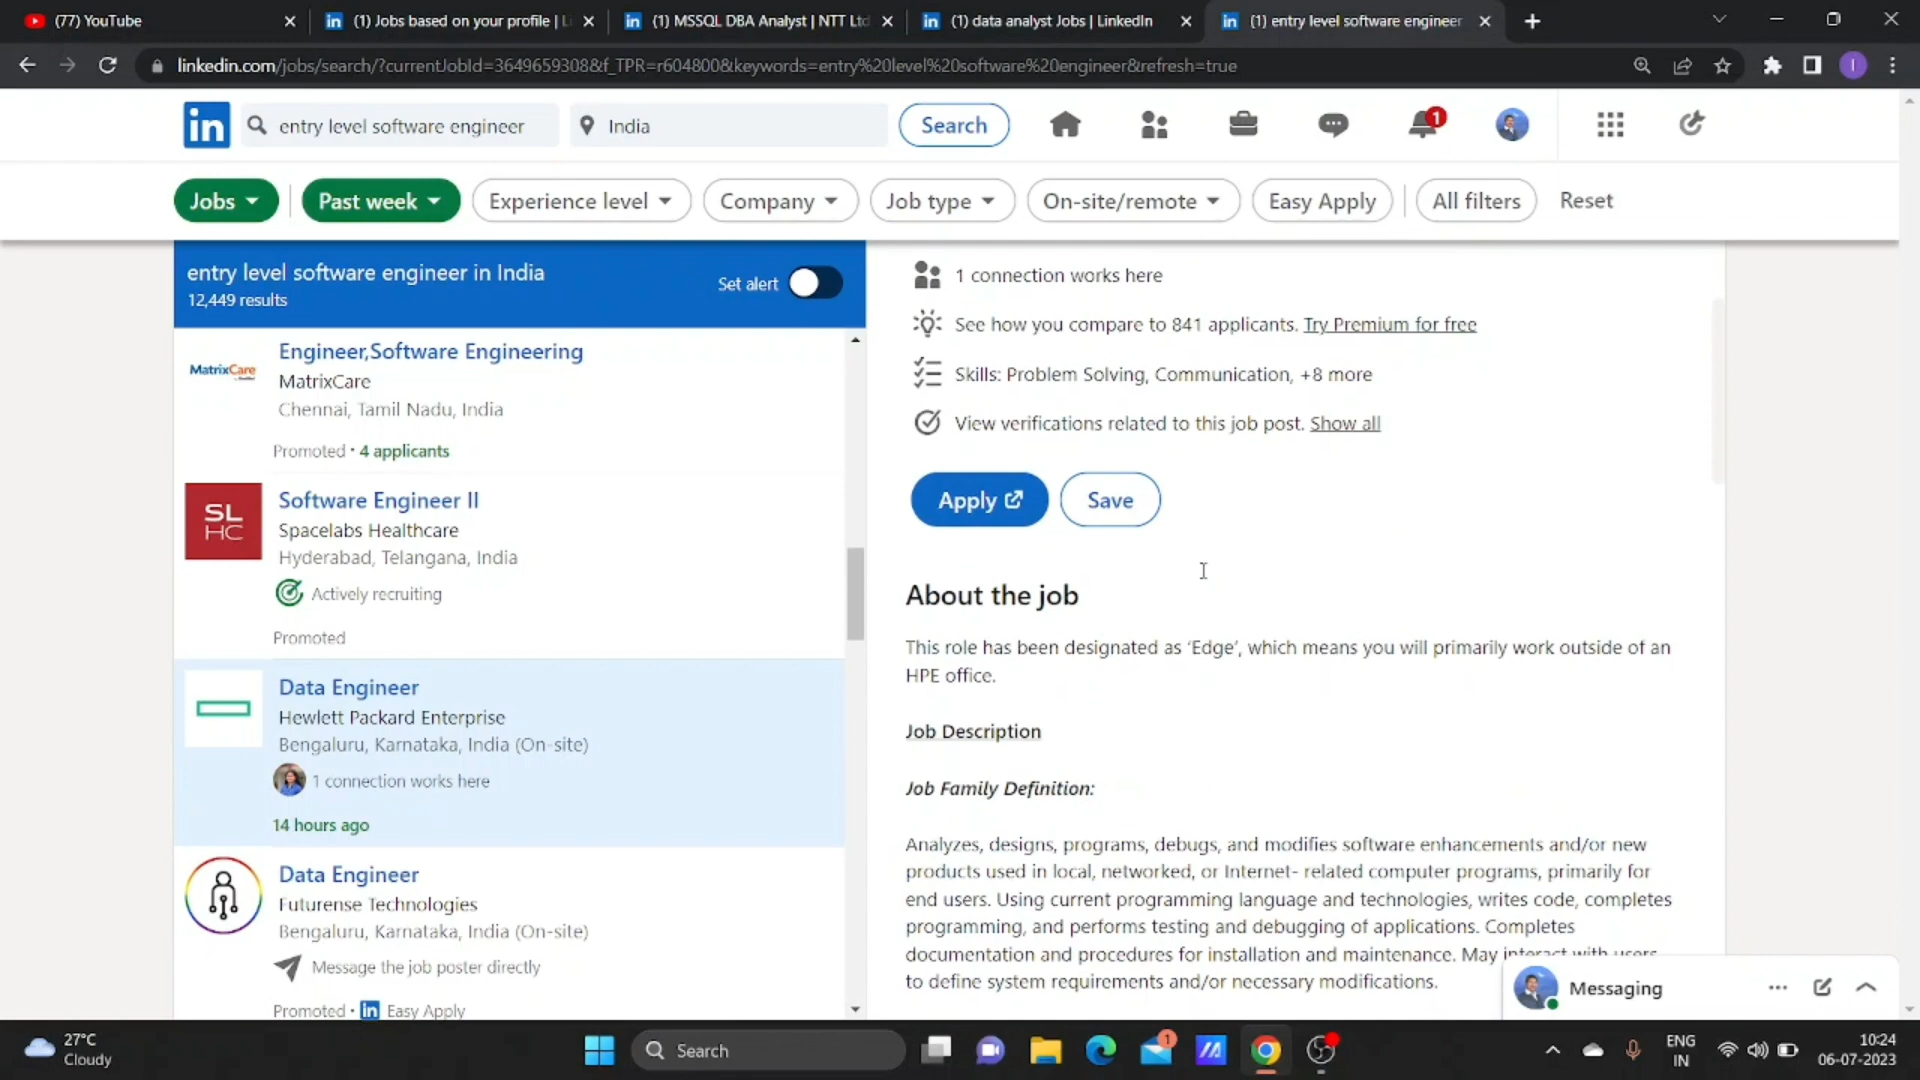 (77) YouTube
(1) Jobs based on your profile | L
(1) MSSQL DBA Analyst | NTT Ltd
(1) data analyst Jobs | LinkedIn
(1) entry level software engineer
linkedin.com/jobs/search/?currentJobId=3649659308&f_TPR=r604800&keywords=entry%20level%20software%20engineer&refresh=true
in
entry level software engineer
India
Search
1
Jobs
Past week
Experience level
Company
Job type
On-site/remote
Easy Apply
All filters
Reset
entry level software engineer in India
12,449 results
Set alert
MatrixCare
Engineer,Software Engineering
MatrixCare
Chennai, Tamil Nadu, India
Promoted · 4 applicants
SL
HC
Software Engineer II
Spacelabs Healthcare
Hyderabad, Telangana, India
Actively recruiting
Promoted
Data Engineer
Hewlett Packard Enterprise
Bengaluru, Karnataka, India (On-site)
1 connection works here
14 hours ago
Data Engineer
Futurense Technologies
Bengaluru, Karnataka, India (On-site)
Message the job poster directly
Promoted · in Easy Apply
1 connection works here
See how you compare to 841 applicants. Try Premium for free
Skills: Problem Solving, Communication, +8 more
View verifications related to this job post. Show all
Apply
Save
About the job
This role has been designated as ‘Edge’, which means you will primarily work outside of an
HPE office.
Job Description
Job Family Definition:
Analyzes, designs, programs, debugs, and modifies software enhancements and/or new
products used in local, networked, or Internet- related computer programs, primarily for
end users. Using current programming language and technologies, writes code, completes
programming, and performs testing and debugging of applications. Completes
documentation and procedures for installation and maintenance. May interact with users
to define system requirements and/or necessary modifications.
Messaging
27°C
Cloudy
Search
1
ENG
IN
10:24
06-07-2023